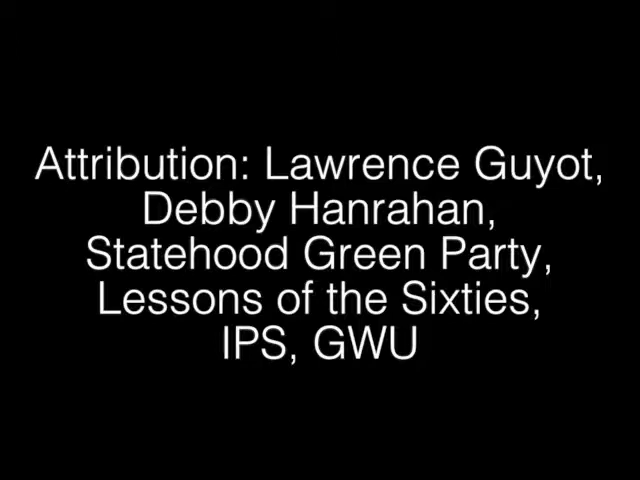 Attribution: Lawrence Guyot,
Debby Hanrahan,
Statehood Green Party,
Lessons of the Sixties,
IPS, GWU